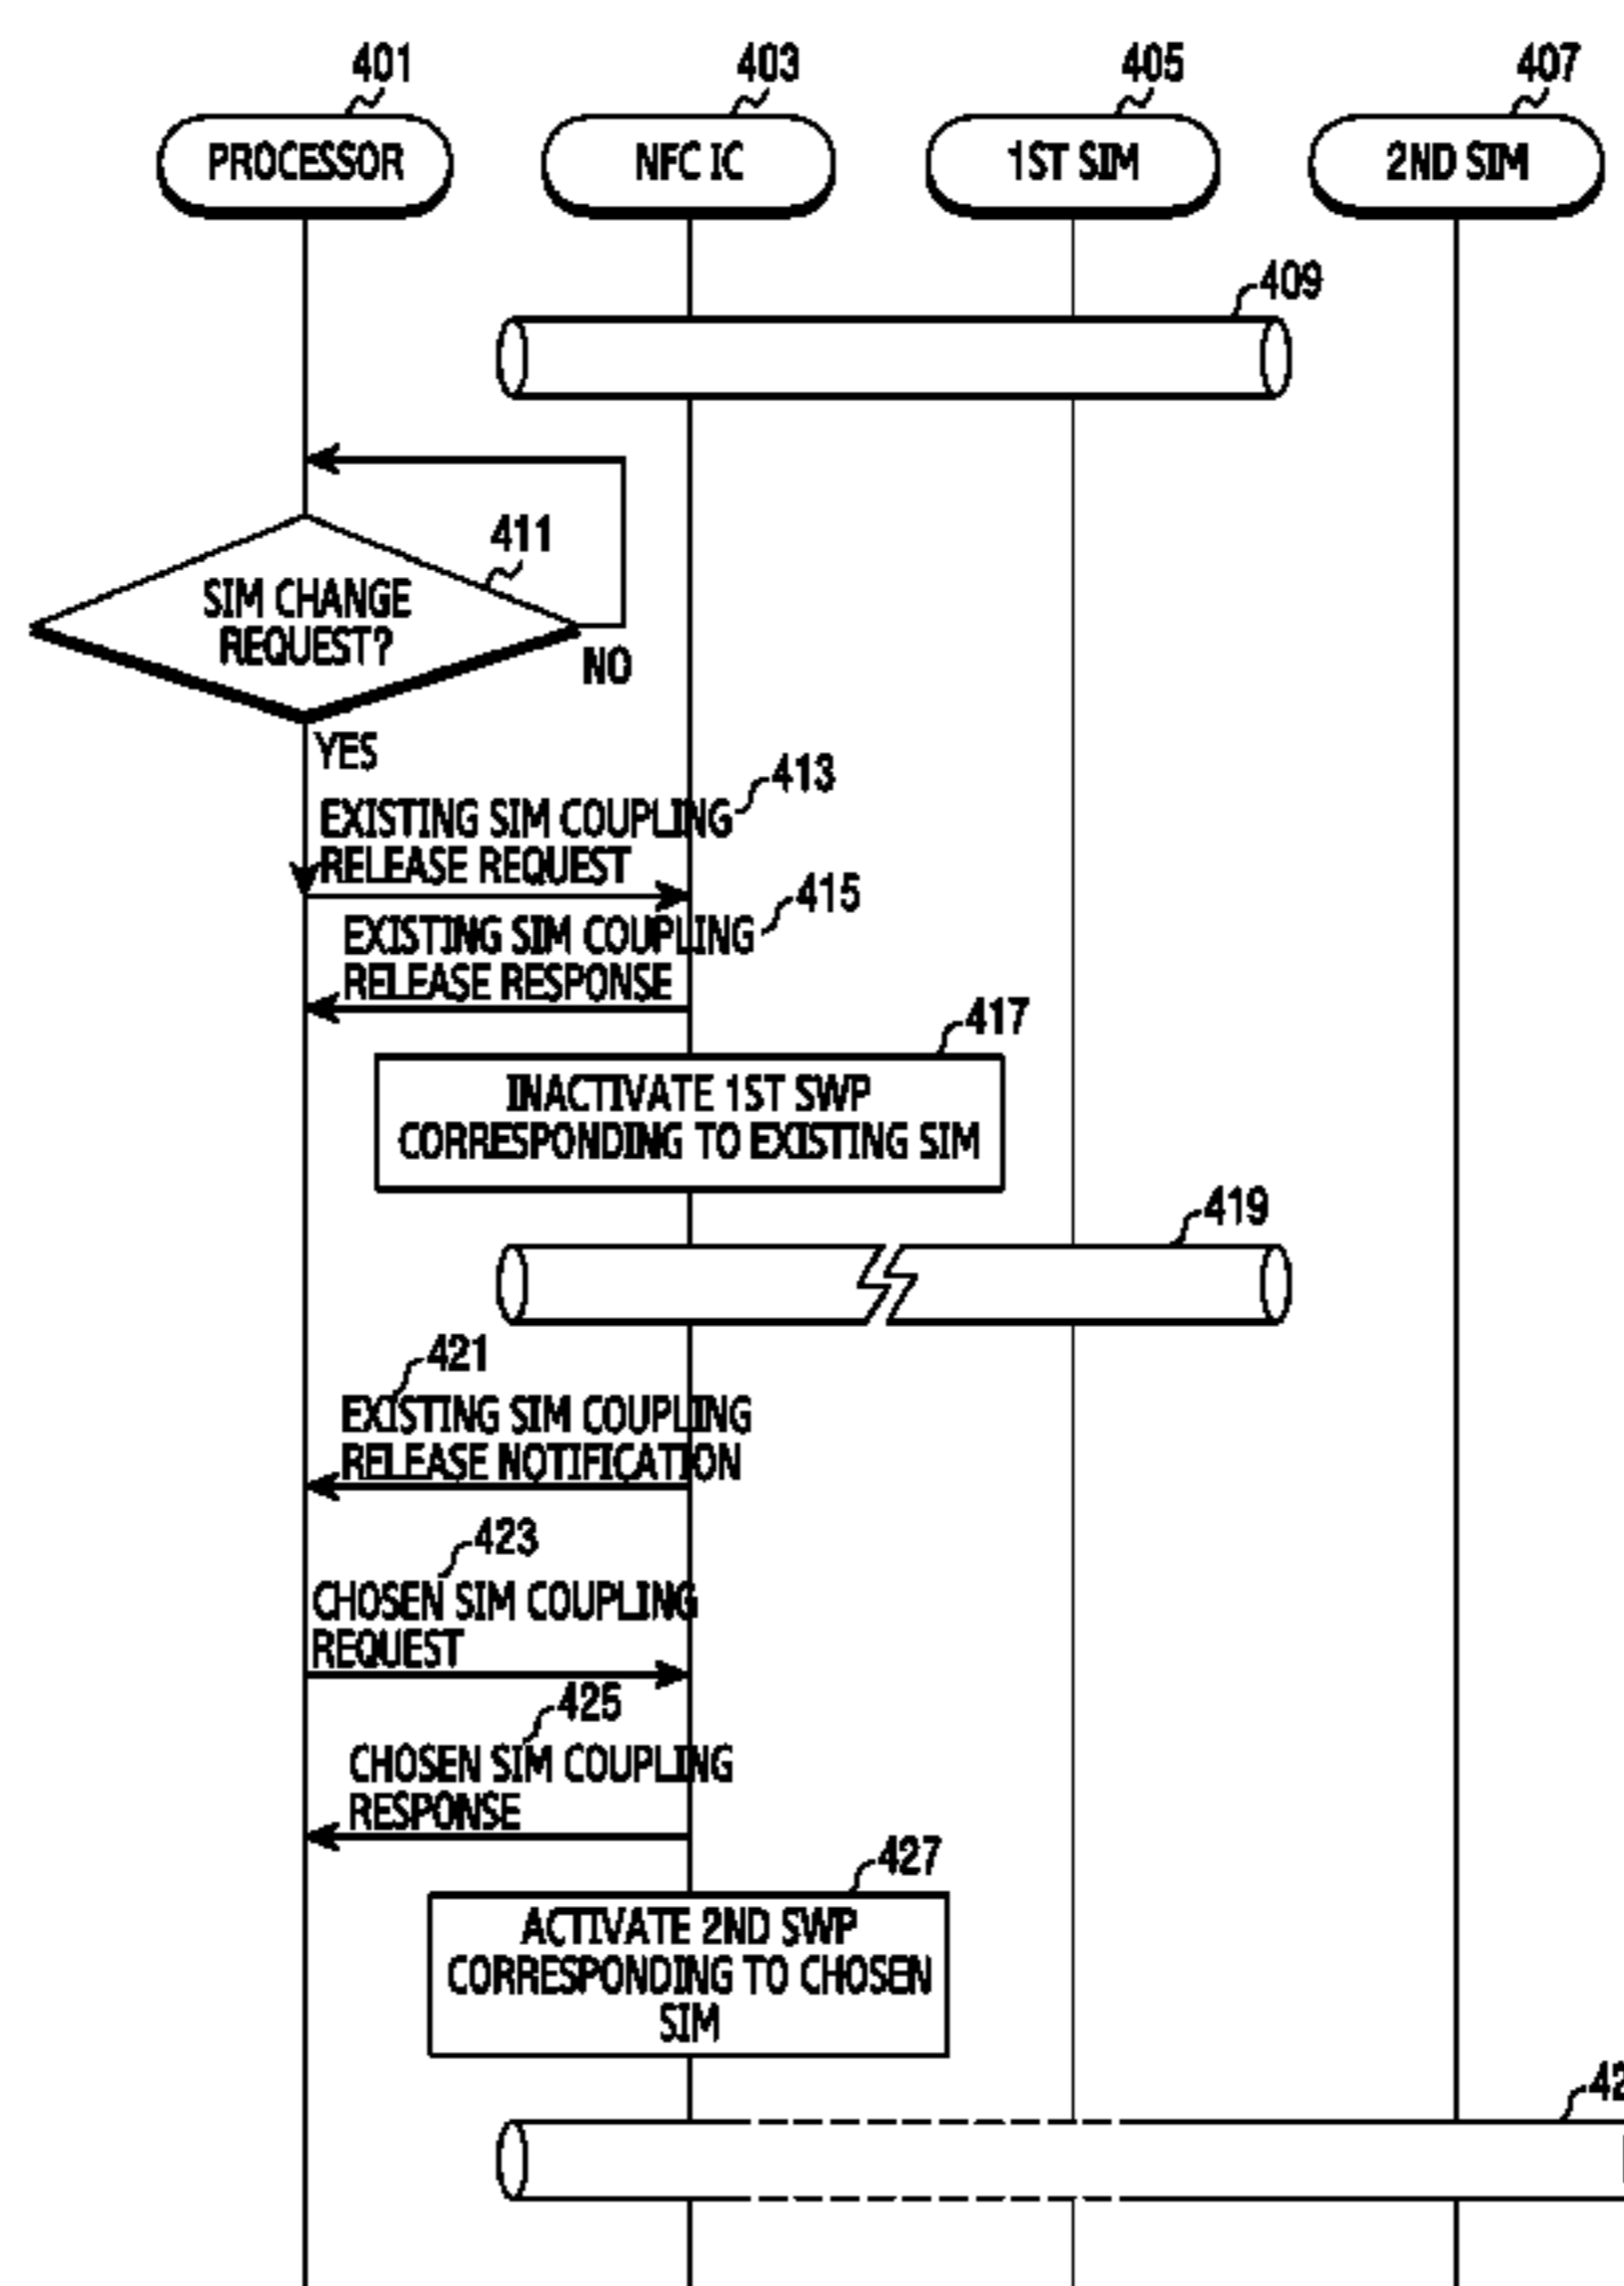 401
403
405
407
PROCESSOR
NFC IC
1ST SIM
2ND SIM
409
411
SIM CHANGE
REQUEST?
NO
YES
413
EXISTING SIM COUPLING
RELEASE REQUEST
415
EXISTING SIM COUPLING
RELEASE RESPONSE
417
INACTIVATE 1ST SWP
CORRESPONDING TO EXISTING SIM
419
421
EXISTING SIM COUPLING
RELEASE NOTIFICATION
423
CHOSEN SIM COUPLING
REQUEST
425
CHOSEN SIM COUPLING
RESPONSE
427
ACTIVATE 2ND SWP
CORRESPONDING TO CHOSEN
SIM